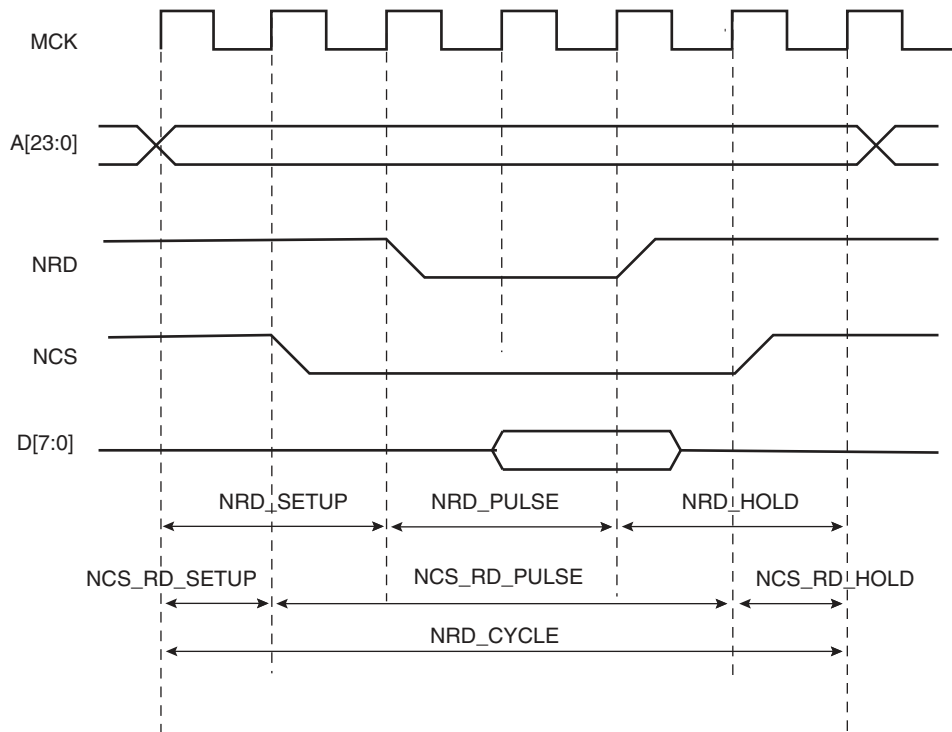 MCK
A[23:0]
NRD
NCS
D[7:0]
NRD_SETUP NRD_PULSE NRD_HOLD
NCS_RD_SETUP NCS_RD_PULSE NCS_RD_HOLD
NRD_CYCLE